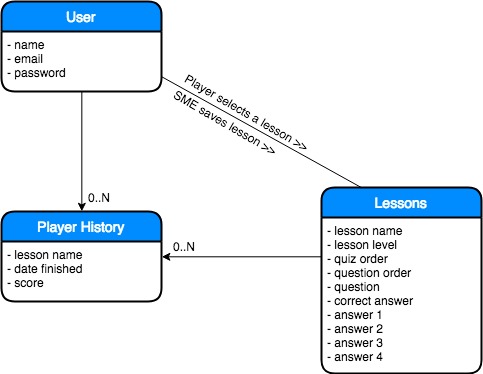 User
- name
- email
- password
Player selects a lesson >>
SME saves lesson >>
0..N
Player History
- lesson name
- date finished
- score
0..N
Lessons
- lesson name
- lesson level
- quiz order
- question order
- question
- correct answer
- answer 1
- answer 2
- answer 3
- answer 4